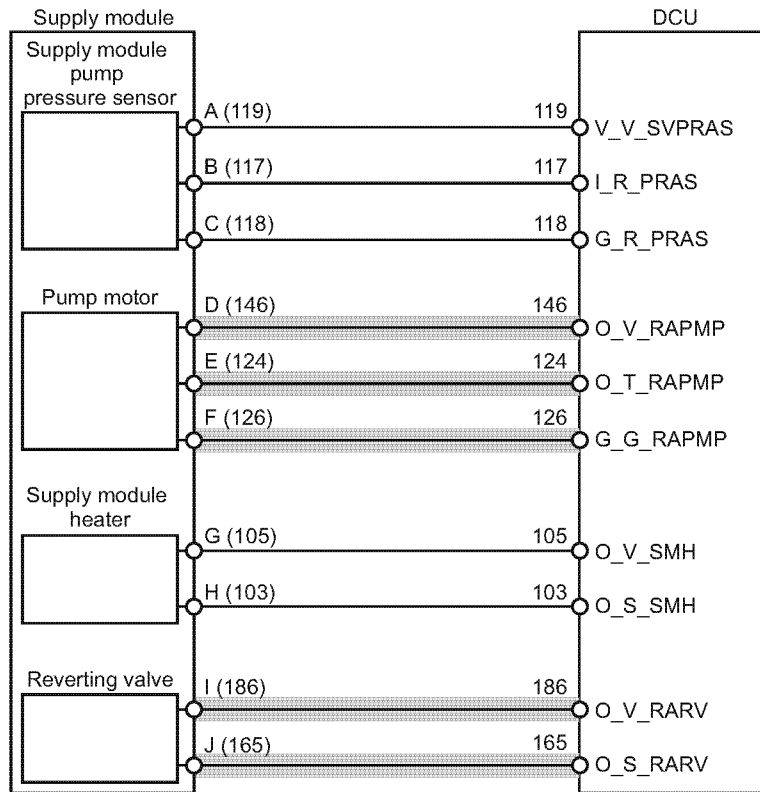 Supply module
DCU
Supply module
pump
pressure sensor
A (119)
119
V_V_SVPRAS
B (117)
117
I_R_PRAS
C (118)
118
G_R_PRAS
Pump motor
D (146)
146
O_V_RAPMP
E (124)
124
O_T_RAPMP
F (126)
126
G_G_RAPMP
Supply module
heater
G (105)
105
O_V_SMH
H (103)
103
O_S_SMH
Reverting valve
I (186)
186
O_V_RARV
J (165)
165
O_S_RARV